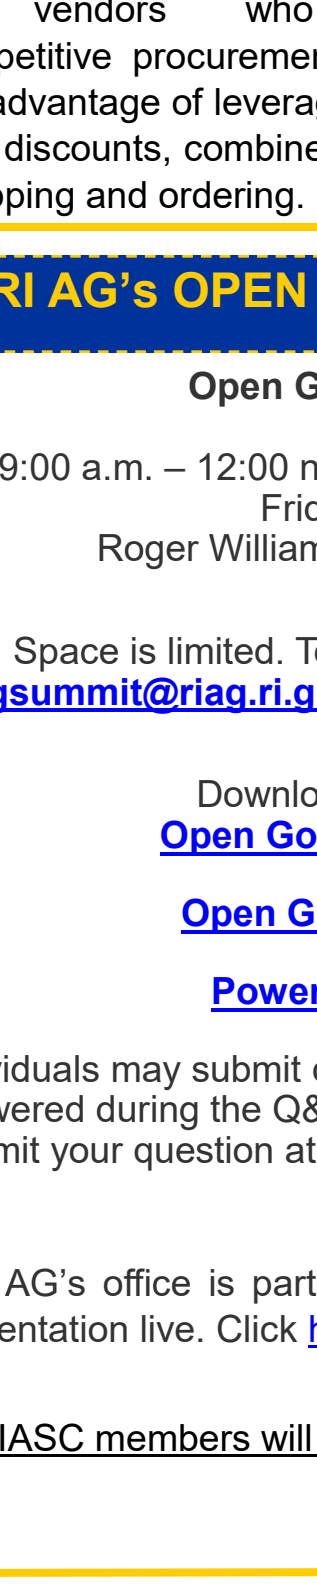 vendors who
petitive procuremen
advantage of leverag
discounts, combine
pping and ordering.
RI AG’s OPEN
Open G
9:00 a.m. – 12:00 n
Frid
Roger William
Space is limited. To
gsummit@riag.ri.g
Downlo
Open Go
Open G
Power
viduals may submit q
wered during the Q&
mit your question at
AG’s office is part
entation live. Click h
IASC members will